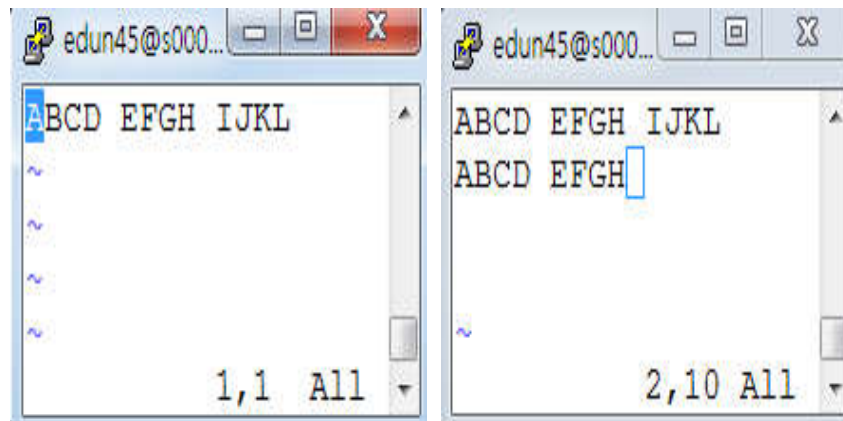 edun45@s000...
ABCD EFGH IJKL
~
~
~
~
1,1 All
edun45@s000...
ABCD EFGH IJKL
ABCD EFGH
~
2,10 All